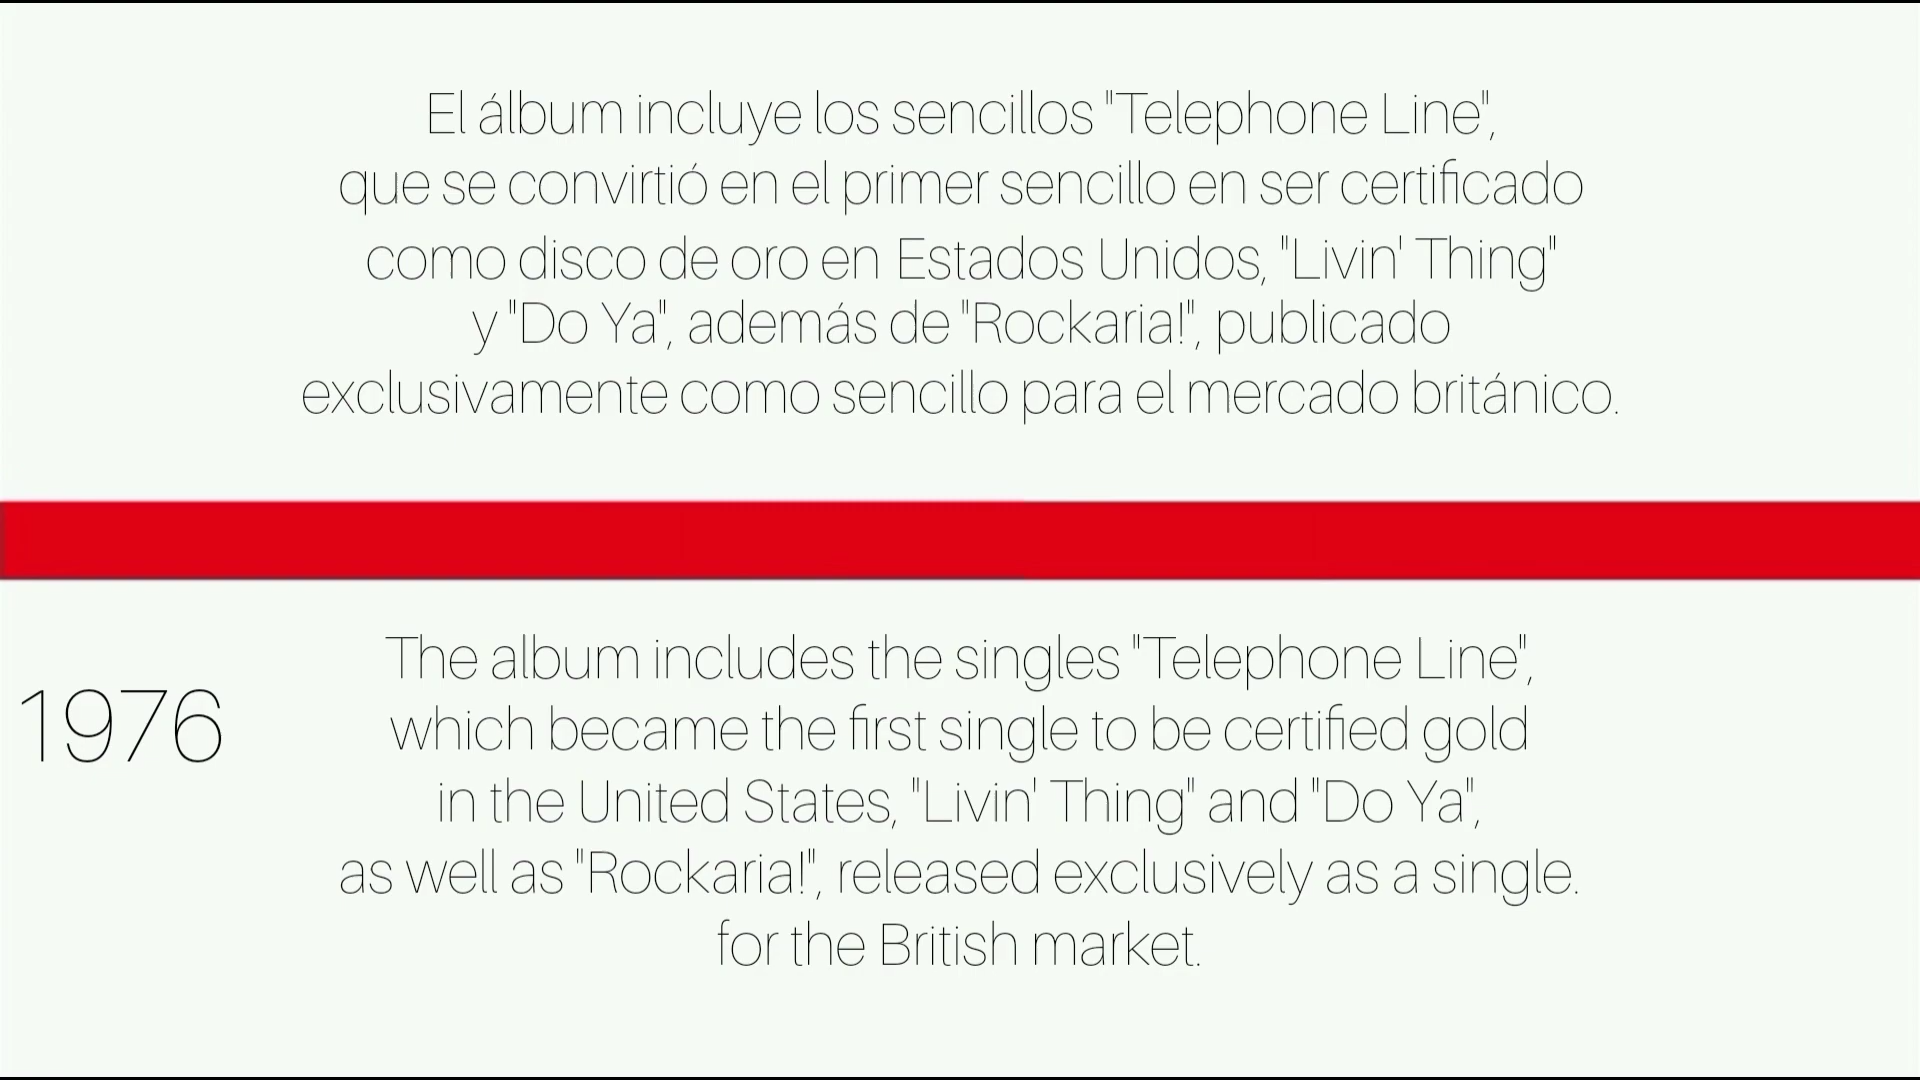 El álbum incluye los sencillos "Telephone Line",
que se convirtió en el primer sencillo en ser certificado
como disco de oro en Estados Unidos, "Livin' Thing"
y "Do Ya", además de "Rockaria!", publicado
exclusivamente como sencillo para el mercado británico.
1976
The album includes the singles "Telephone Line",
which became the first single to be certified gold
in the United States, "Livin' Thing" and "Do Ya",
as well as "Rockaria!", released exclusively as a single.
for the British market.